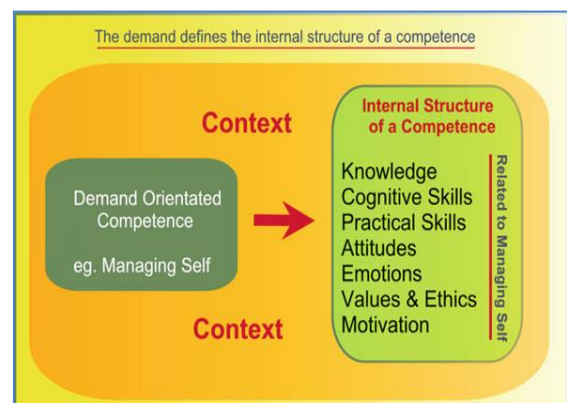 The demand defines the internal structure of a competence
Context
Demand Orientated
Competence
eg. Managing Self
Context
Internal Structure
of a Competence
Knowledge
Cognitive Skills
Practical Skills
Attitudes
Emotions
Values & Ethics
Motivation
Related to Managing Self